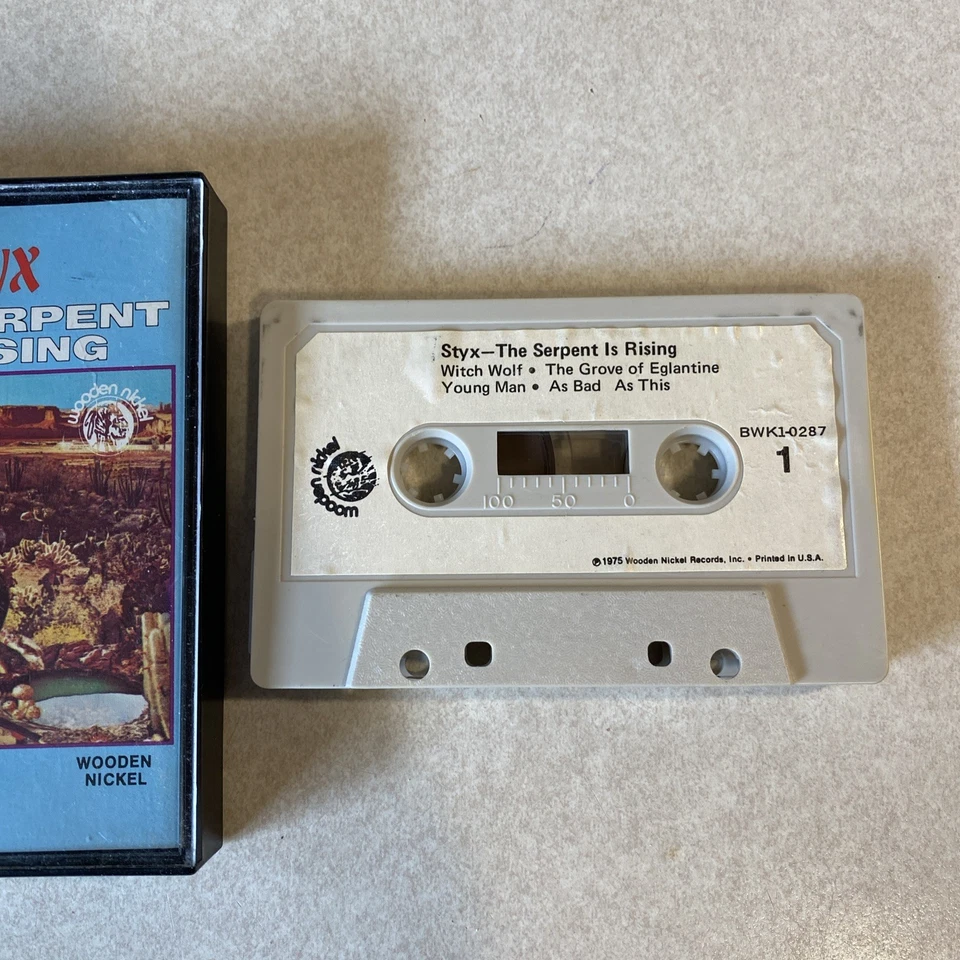 yx
RPENT
SING
wooden nickel
WOODEN
NICKEL
Styx—The Serpent Is Rising
Witch Wolf • The Grove of Eglantine
Young Man • As Bad As This
wooden nickel
BWK1-0287
1
100 50 0
℗1975 Wooden Nickel Records, Inc. • Printed in U.S.A.